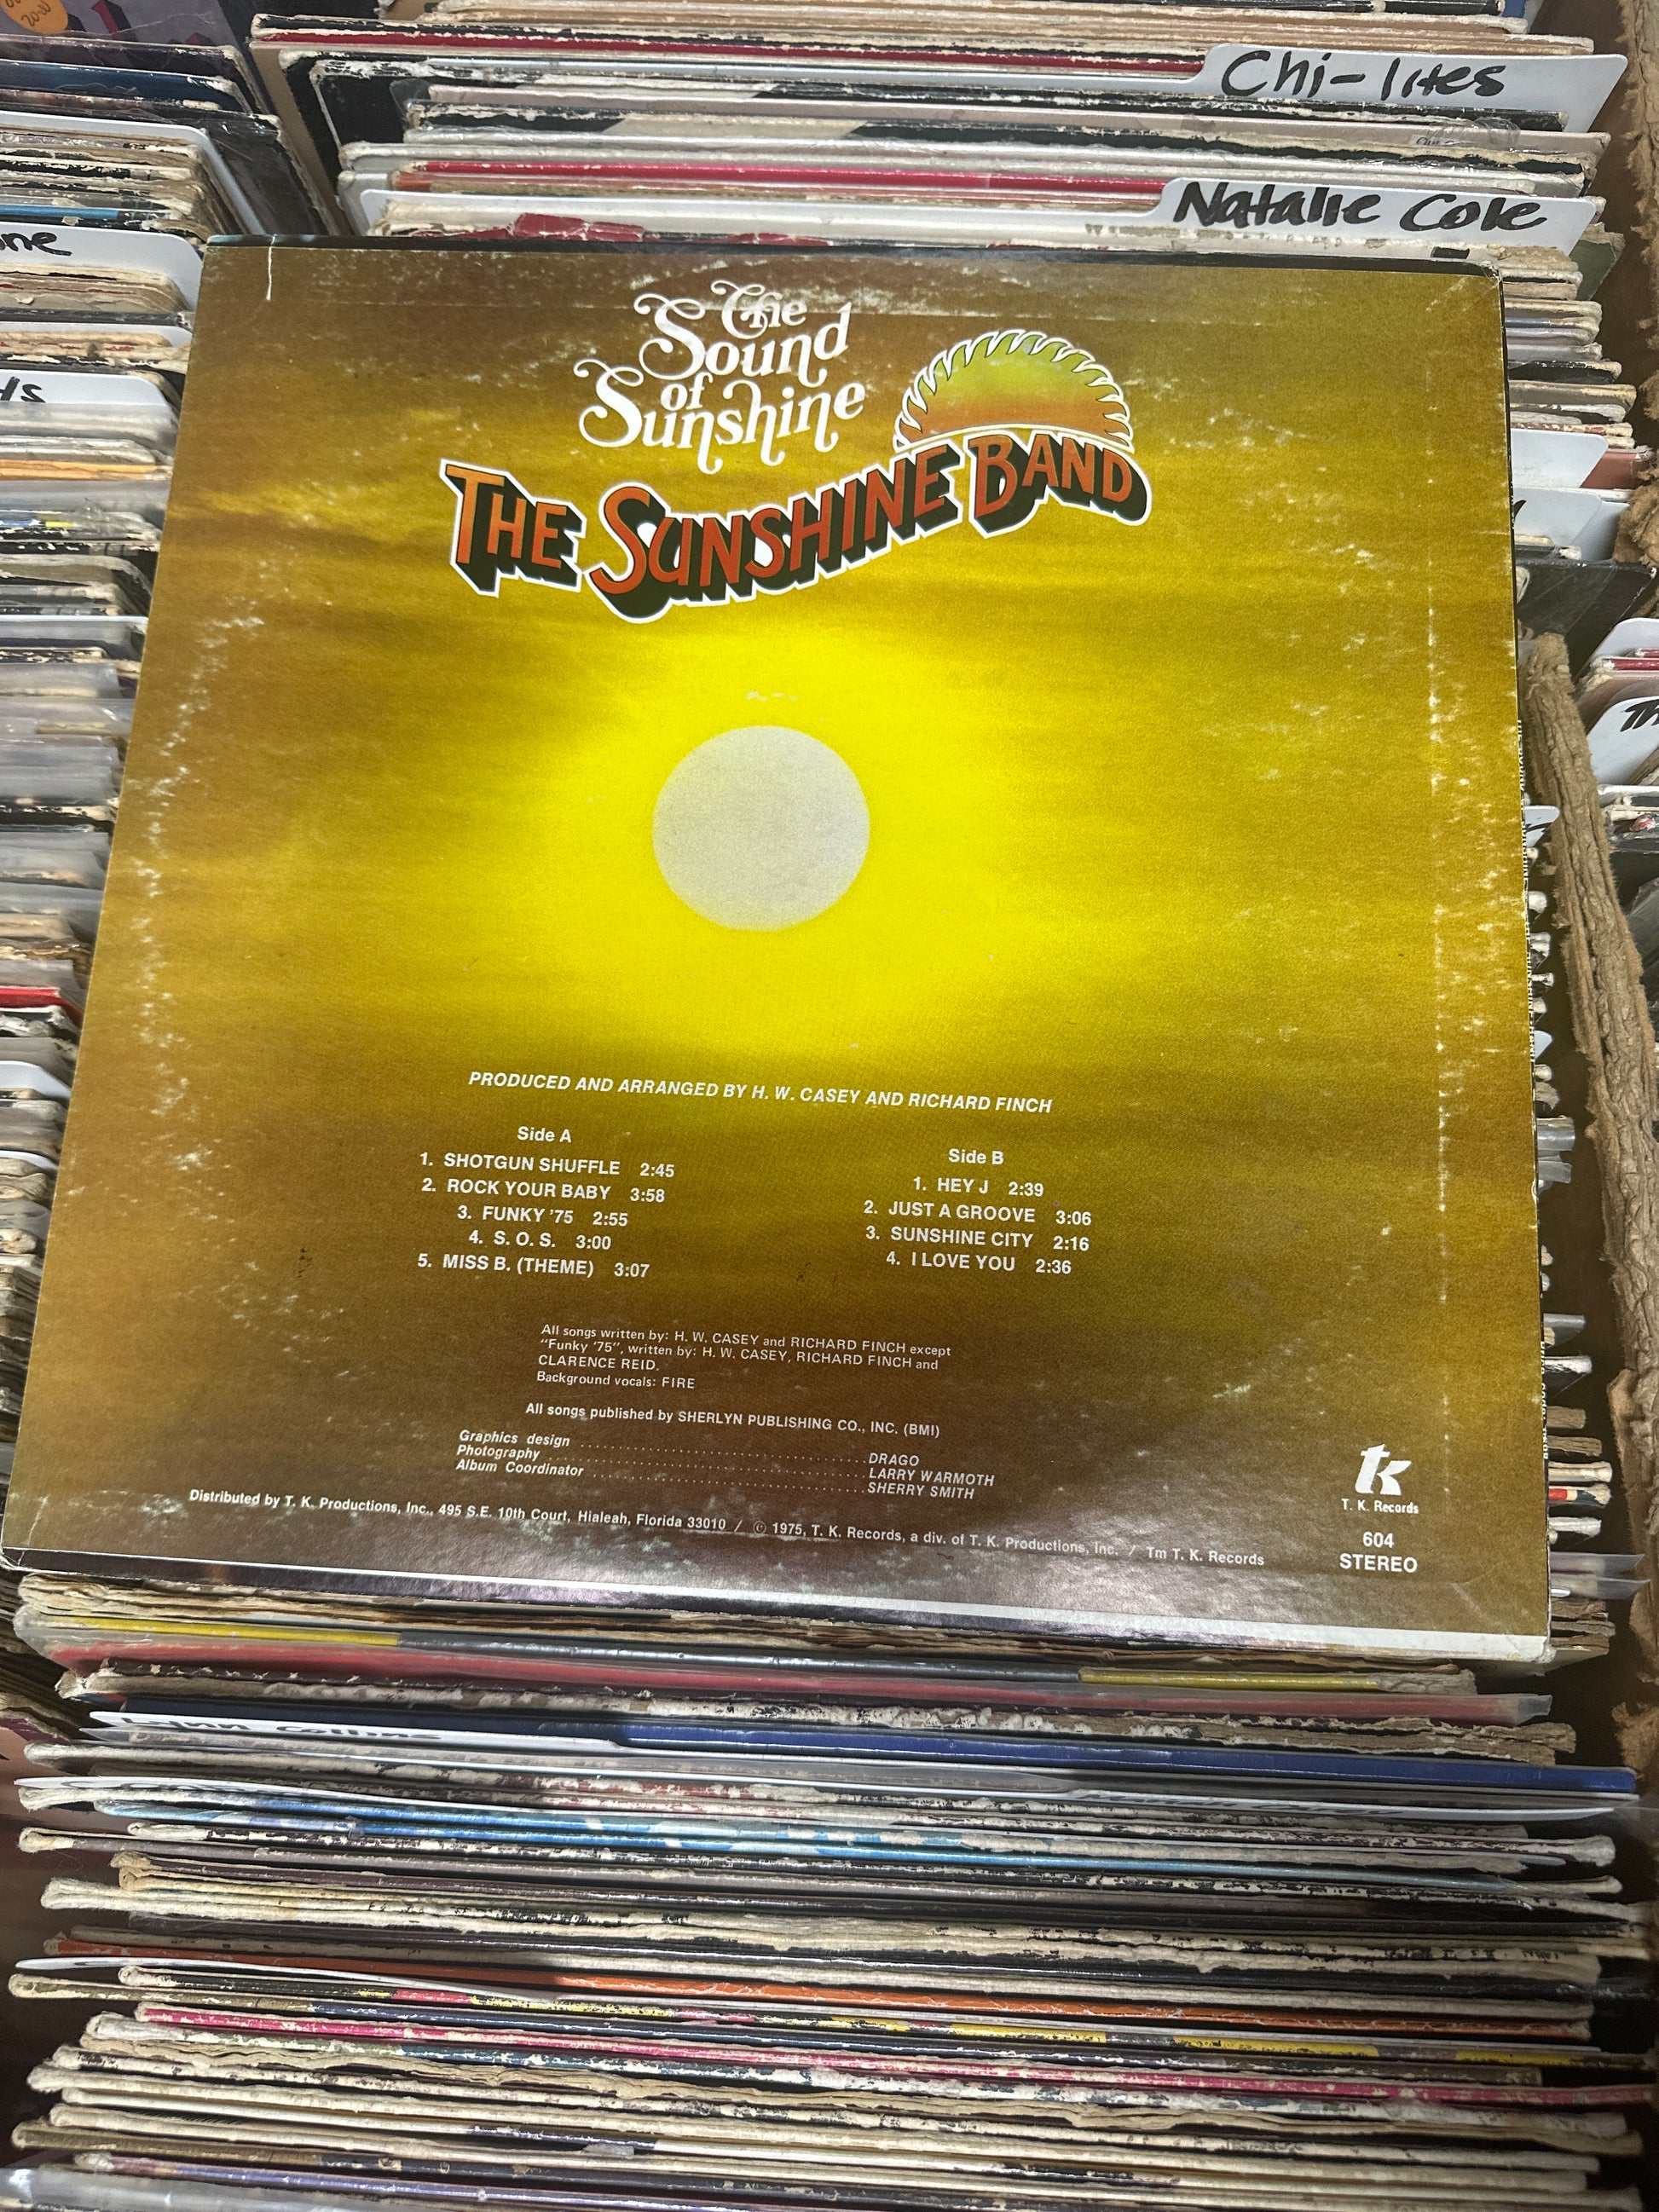 Chi-lites
Natalie Cole
The
Sound
of
Sunshine
THE SUNSHINE BAND
PRODUCED AND ARRANGED BY H. W. CASEY AND RICHARD FINCH
Side A
1. SHOTGUN SHUFFLE 2:45
2. ROCK YOUR BABY 3:58
3. FUNKY '75 2:55
4. S. O. S. 3:00
5. MISS B. (THEME) 3:07
Side B
1. HEY J 2:39
2. JUST A GROOVE 3:06
3. SUNSHINE CITY 2:16
4. I LOVE YOU 2:36
All songs written by: H. W. CASEY and RICHARD FINCH except
"Funky '75", written by: H. W. CASEY, RICHARD FINCH and
CLARENCE REID.
Background vocals: FIRE
All songs published by SHERLYN PUBLISHING CO., INC. (BMI)
Graphics design DRAGO
Photography LARRY WARMOTH
Album Coordinator SHERRY SMITH
Distributed by T. K. Productions, Inc., 495 S.E. 10th Court, Hialeah, Florida 33010 / © 1975, T. K. Records, a div. of T. K. Productions, Inc. / Tm T. K. Records
tk
T. K. Records
604
STEREO